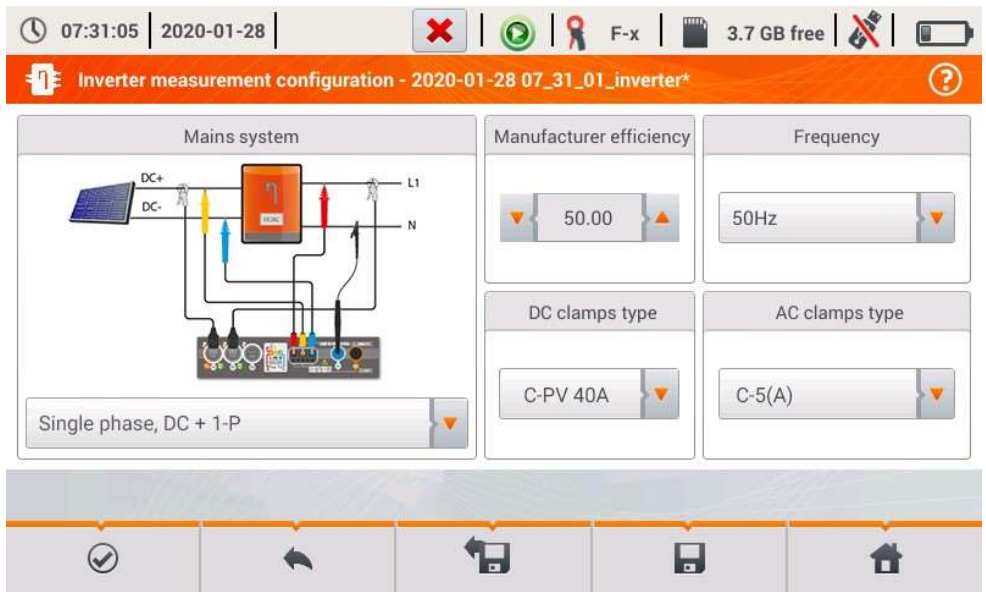 07:31:05 2020-01-28 F-x 3.7 GB free
Inverter measurement configuration - 2020-01-28 07_31_01_inverter* ?
Mains system
DC+
DC-
L1
N
Single phase, DC + 1-P
Manufacturer efficiency
50.00
Frequency
50Hz
DC clamps type
C-PV 40A
AC clamps type
C-5(A)